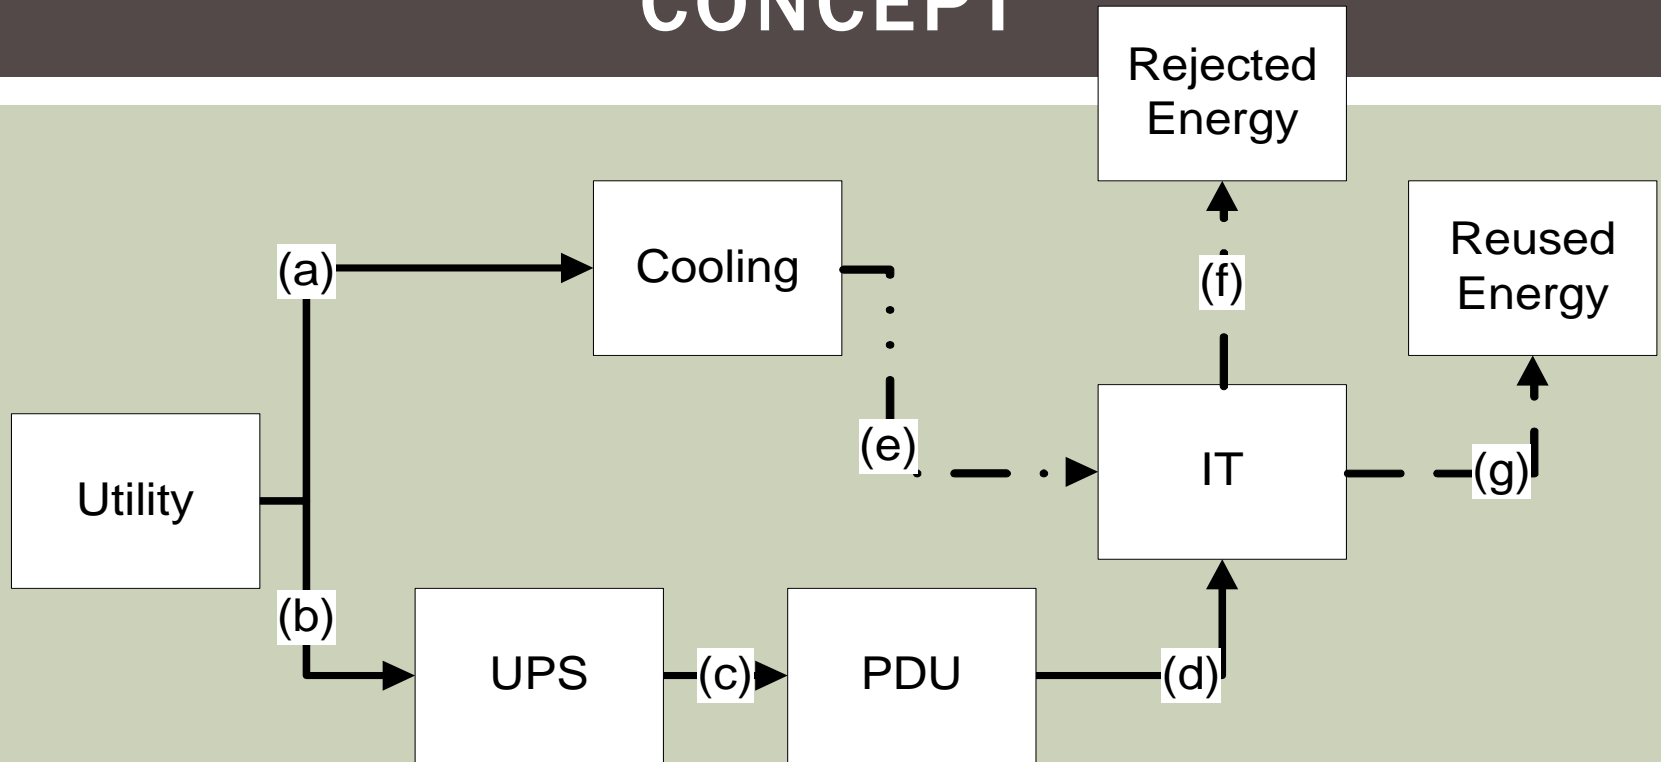 CONCEPT
Rejected
Energy
Reused
Energy
(a)
Cooling
(f)
(e)
IT
(g)
Utility
(b)
UPS
(c)
PDU
(d)